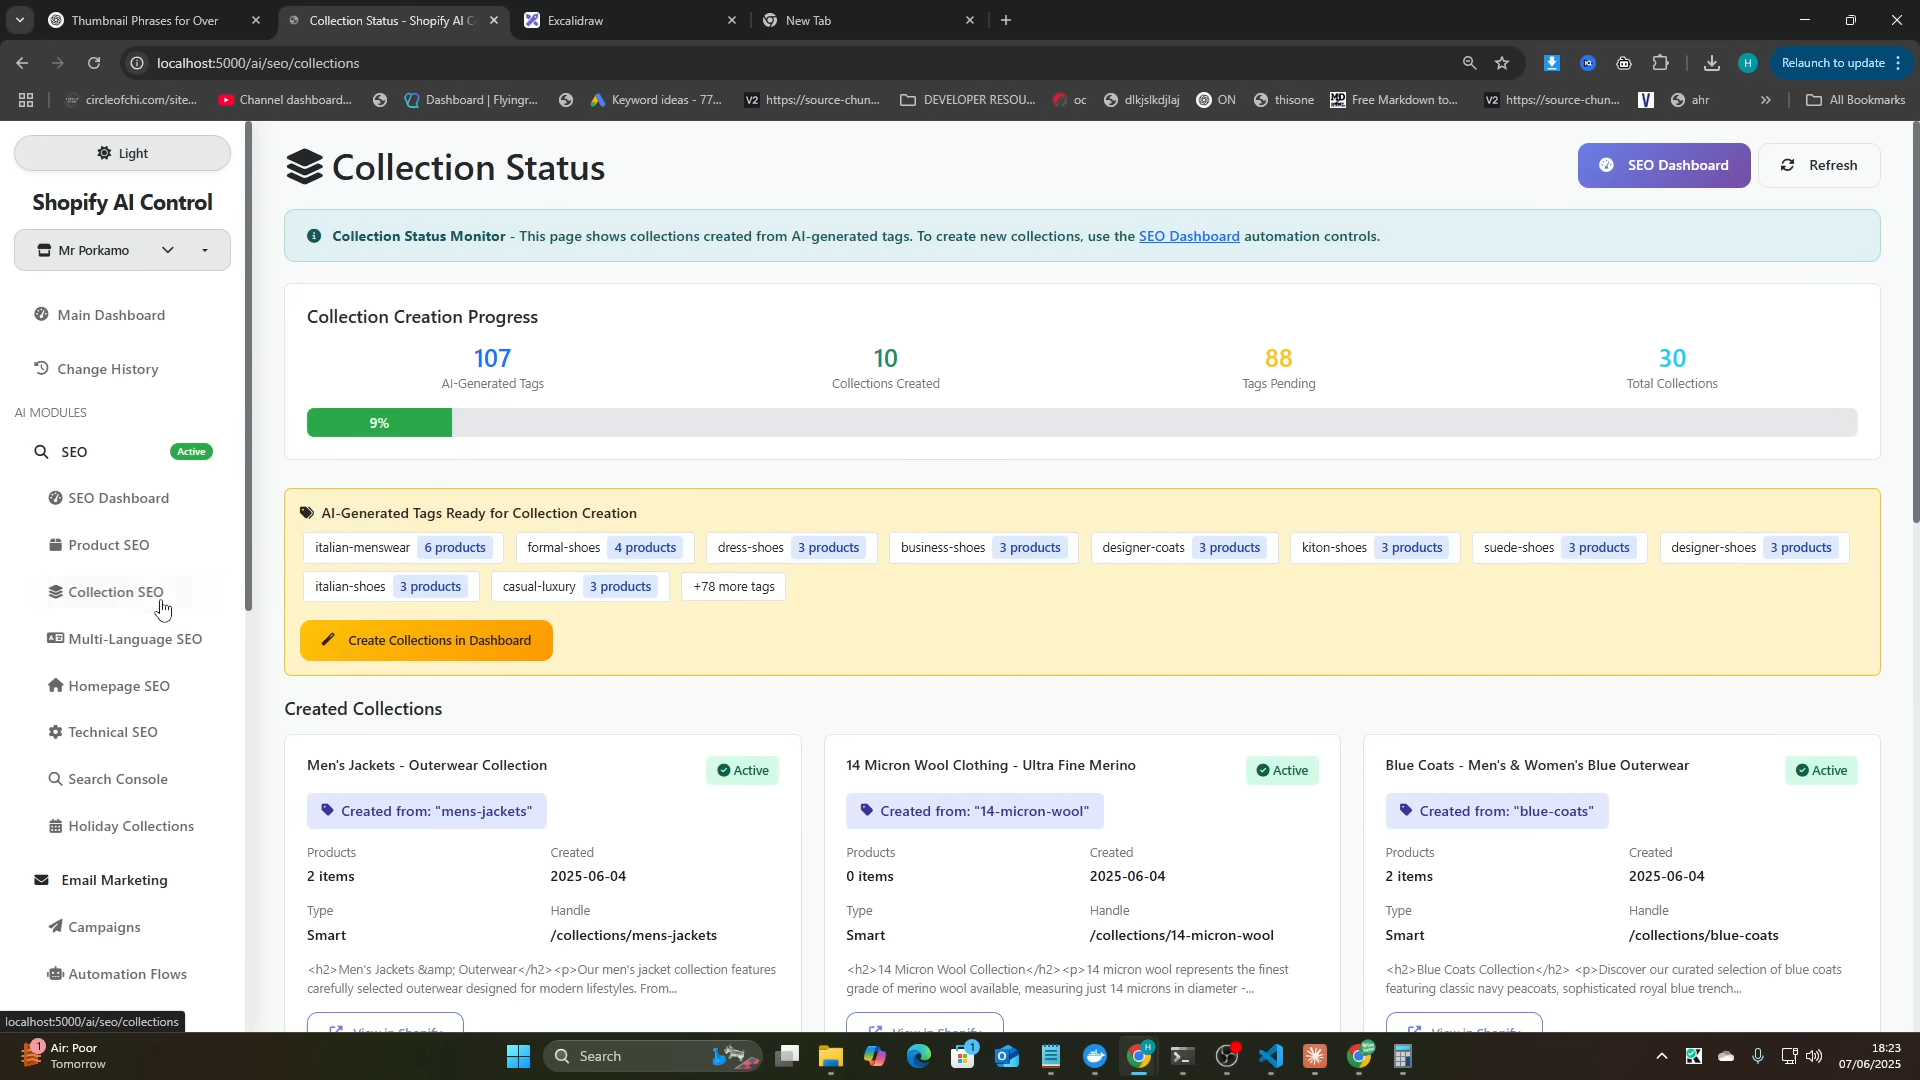 Thumbnail Phrases for Over
Collection Status - Shopify AI C
Excalidraw
New Tab
localhost:5000/ai/seo/collections
Relaunch to update
circleofchi.com/site...
Channel dashboard...
Dashboard | Flyingr...
Keyword ideas - 77...
https://source-chun...
DEVELOPER RESOU...
oc
dlkjslkdjlaj
ON
thisone
Free Markdown to...
https://source-chun...
ahr
All Bookmarks
Light
Shopify AI Control
Mr Porkamo
Main Dashboard
Change History
AI MODULES
SEO Active
SEO Dashboard
Product SEO
Collection SEO
Multi-Language SEO
Homepage SEO
Technical SEO
Search Console
Holiday Collections
Email Marketing
Campaigns
Automation Flows
localhost:5000/ai/seo/collections
Collection Status
SEO Dashboard
Refresh
Collection Status Monitor - This page shows collections created from AI-generated tags. To create new collections, use the SEO Dashboard automation controls.
Collection Creation Progress
107
AI-Generated Tags
10
Collections Created
88
Tags Pending
30
Total Collections
9%
AI-Generated Tags Ready for Collection Creation
italian-menswear 6 products
formal-shoes 4 products
dress-shoes 3 products
business-shoes 3 products
designer-coats 3 products
kiton-shoes 3 products
suede-shoes 3 products
designer-shoes 3 products
italian-shoes 3 products
casual-luxury 3 products
+78 more tags
Create Collections in Dashboard
Created Collections
Men's Jackets - Outerwear Collection
Active
Created from: "mens-jackets"
Products
2 items
Created
2025-06-04
Type
Smart
Handle
/collections/mens-jackets
<h2>Men's Jackets &amp; Outerwear</h2><p>Our men's jacket collection features
carefully selected outerwear designed for modern lifestyles. From...
View in Shopify
14 Micron Wool Clothing - Ultra Fine Merino
Active
Created from: "14-micron-wool"
Products
0 items
Created
2025-06-04
Type
Smart
Handle
/collections/14-micron-wool
<h2>14 Micron Wool Collection</h2><p>14 micron wool represents the finest
grade of merino wool available, measuring just 14 microns in diameter -...
View in Shopify
Blue Coats - Men's & Women's Blue Outerwear
Active
Created from: "blue-coats"
Products
2 items
Created
2025-06-04
Type
Smart
Handle
/collections/blue-coats
<h2>Blue Coats Collection</h2> <p>Discover our curated selection of blue coats
featuring classic navy peacoats, sophisticated royal blue trench...
View in Shopify
1
Air: Poor
Tomorrow
Search
1
18:23
07/06/2025